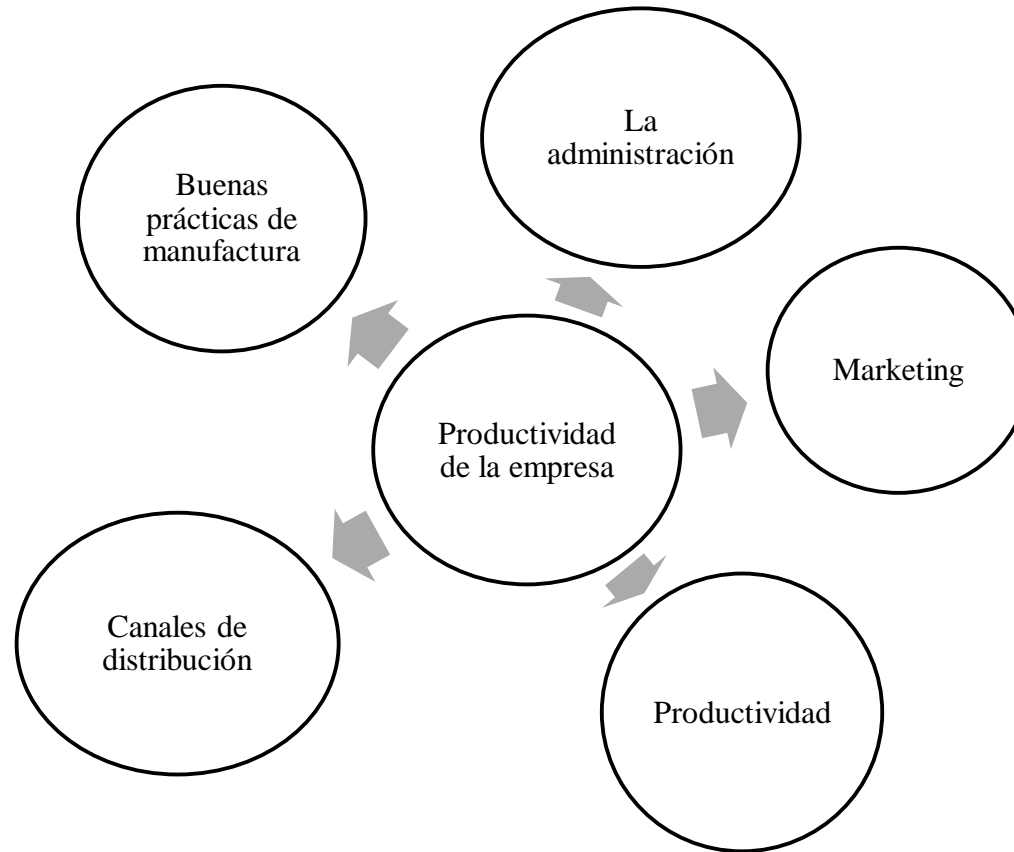 La
administración
Buenas
prácticas de
manufactura
Marketing
Productividad
de la empresa
Canales de
distribución
Productividad